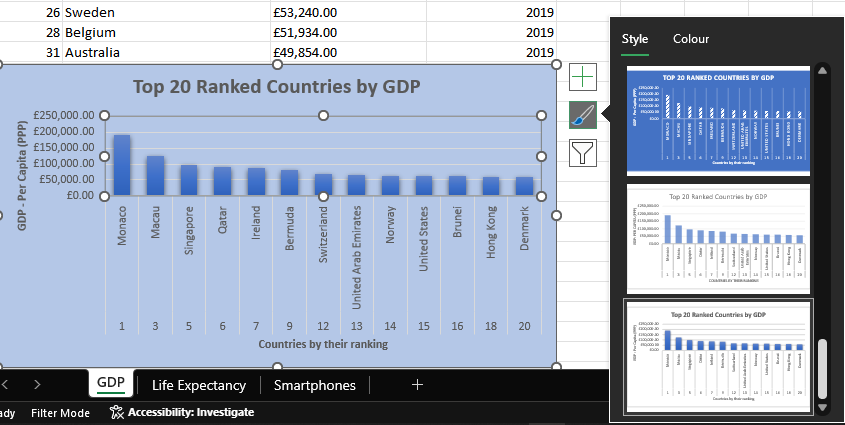 26 Sweden £53,240.00 2019
28 Belgium £51,934.00 2019
31 Australia £49,854.00 2019
Top 20 Ranked Countries by GDP
GDP - Per Capita (PPP)
£250,000.00
£200,000.00
£150,000.00
£100,000.00
£50,000.00
£0.00
Monaco Macau Singapore Qatar Ireland Bermuda Switzerland United Arab Emirates Norway United States Brunei Hong Kong Denmark
1 3 5 6 7 9 12 13 14 15 16 18 20
Countries by their ranking
Style Colour
TOP 20 RANKED COUNTRIES BY GDP
Top 20 Ranked Countries by GDP
Top 20 Ranked Countries by GDP
GDP Life Expectancy Smartphones
ady Filter Mode Accessibility: Investigate